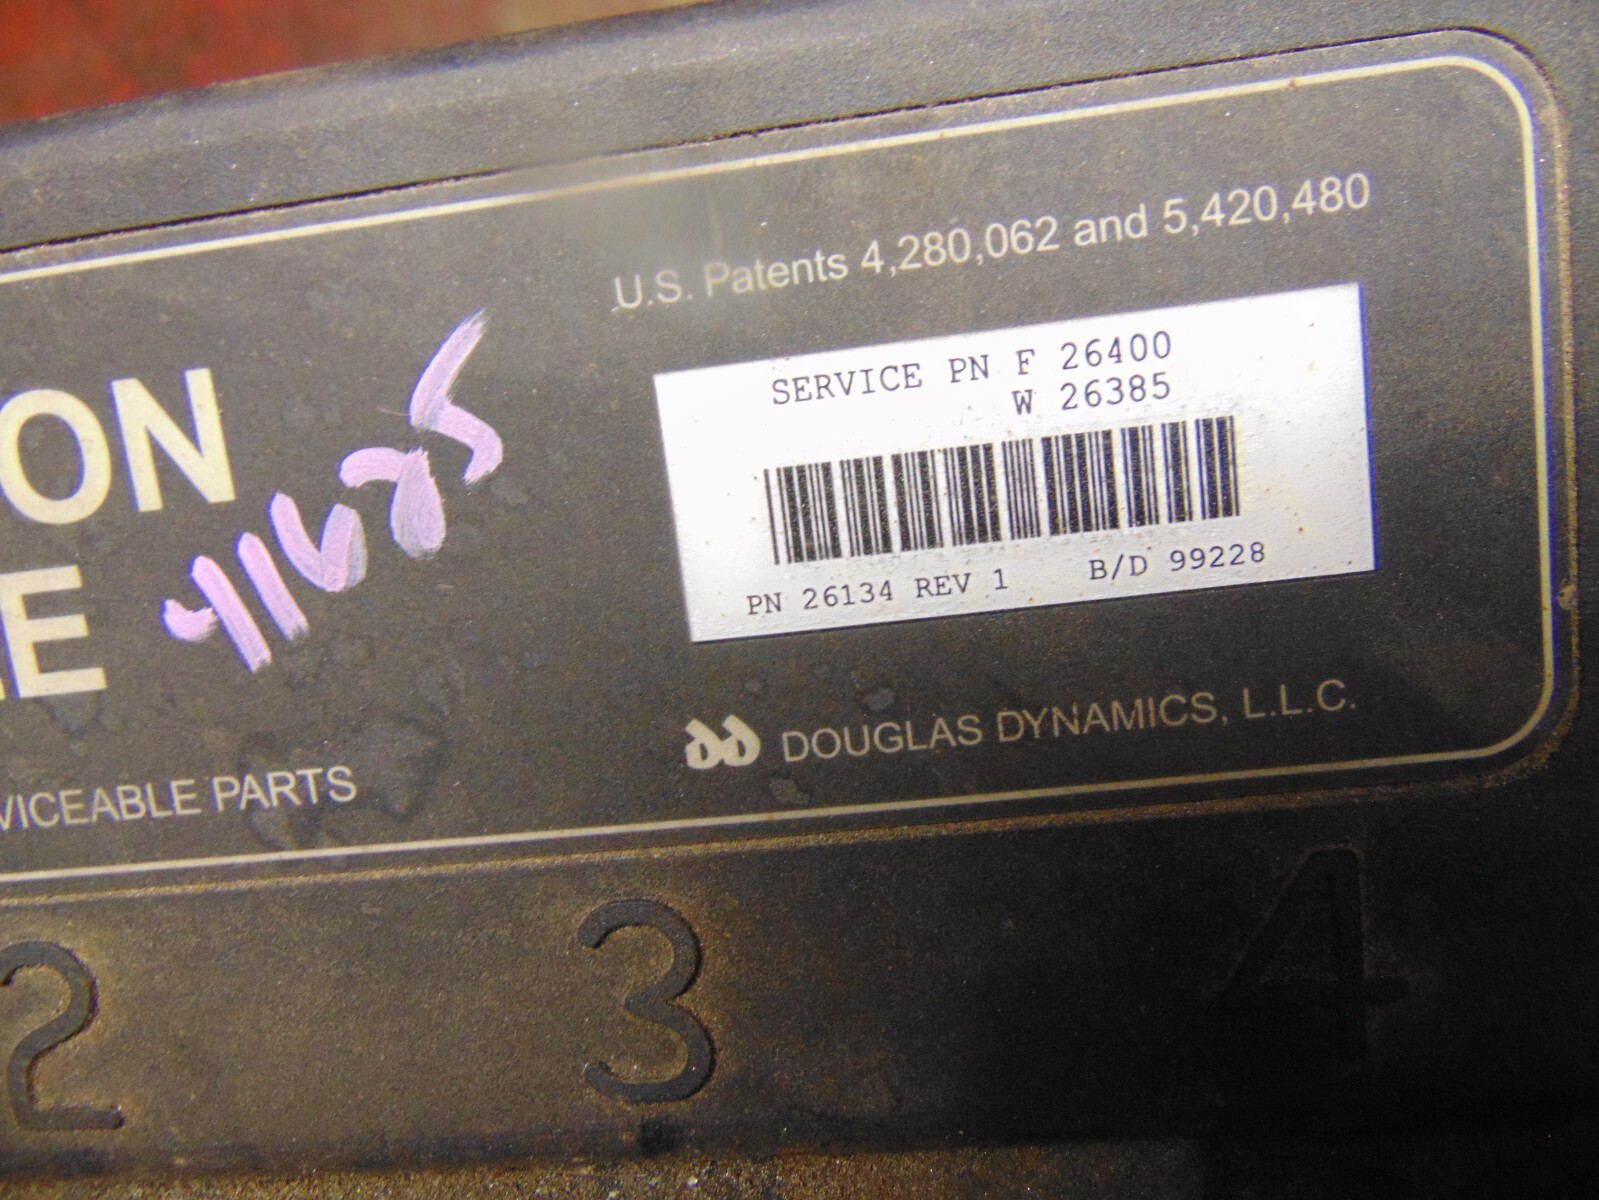 U.S. Patents 4,280,062 and 5,420,480
SERVICE PN F 26400
W 26385
PN 26134 REV 1 B/D 99228
DOUGLAS DYNAMICS, L.L.C.
ON
E
VICEABLE PARTS
2
3
4